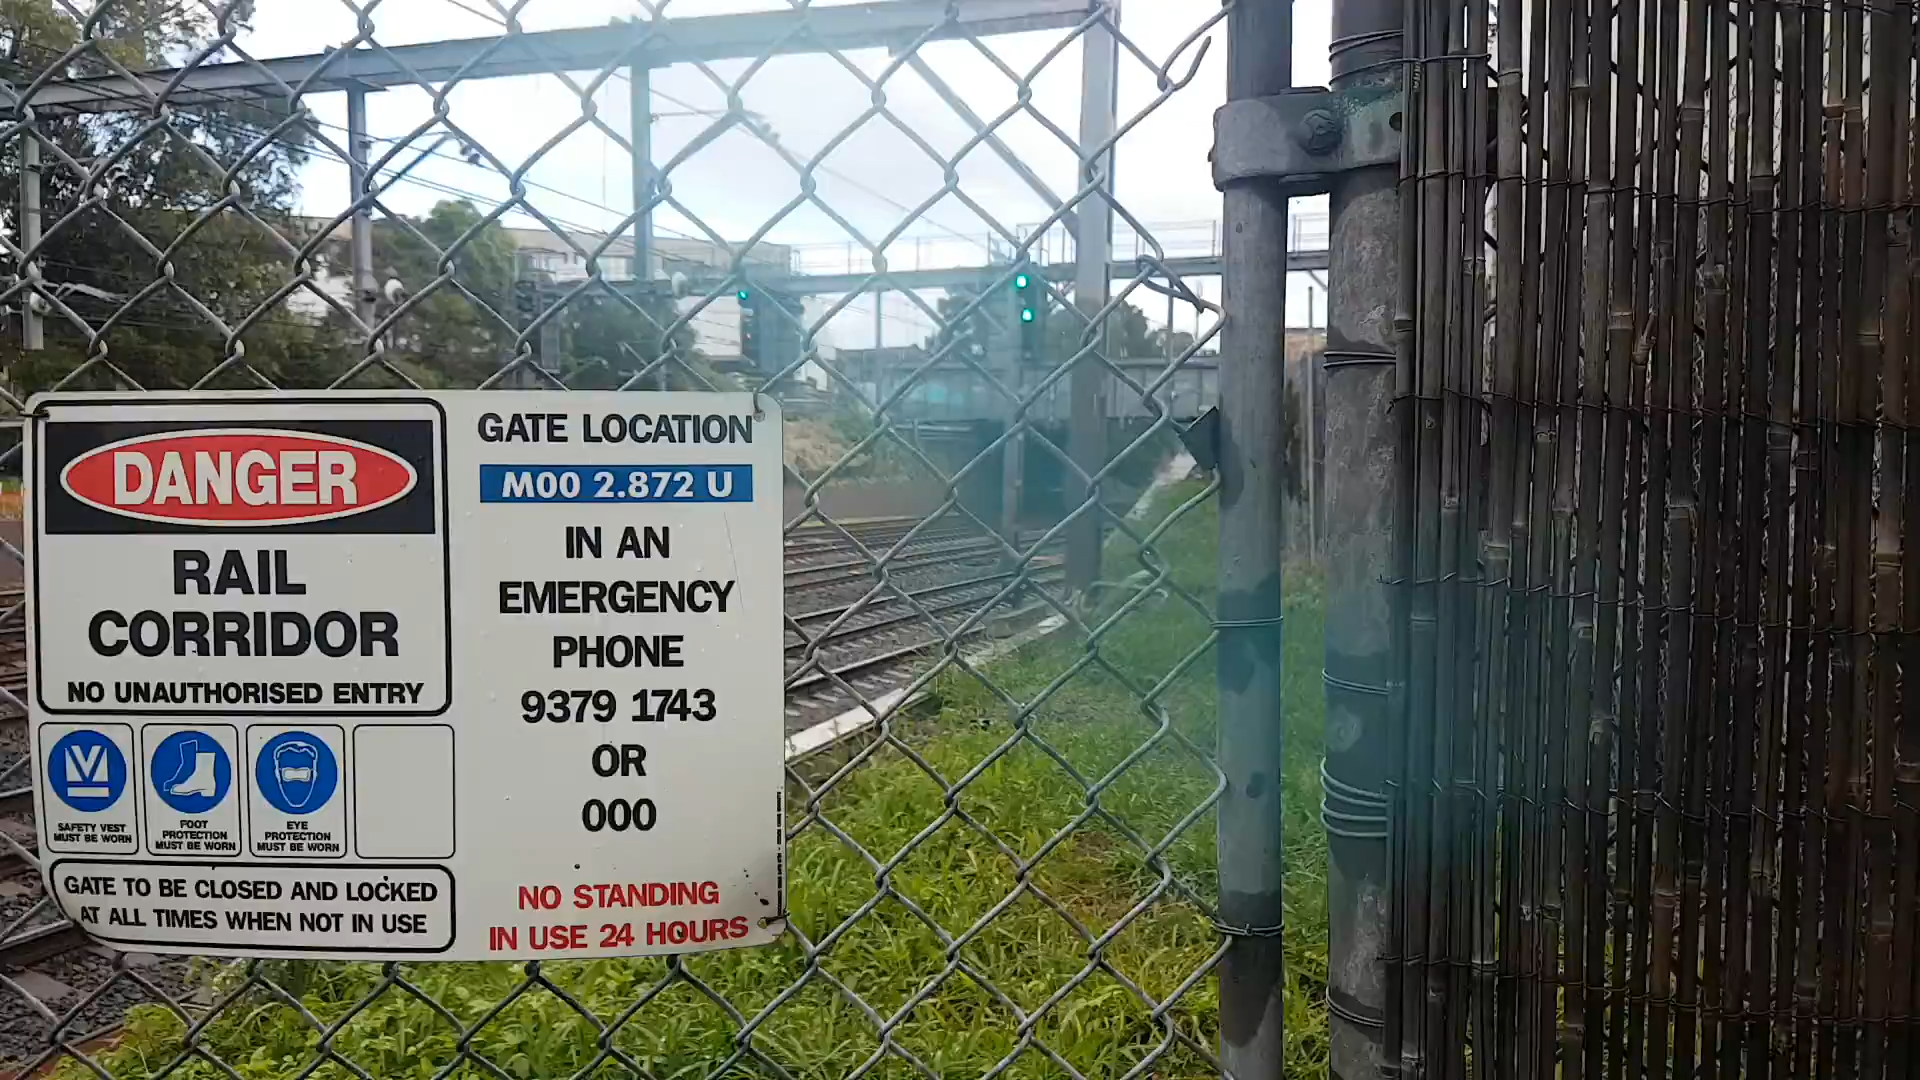 DANGER
RAIL
CORRIDOR
NO UNAUTHORISED ENTRY
SAFETY VEST
MUST BE WORN
FOOT
PROTECTION
MUST BE WORN
EYE
PROTECTION
MUST BE WORN
GATE TO BE CLOSED AND LOCKED
AT ALL TIMES WHEN NOT IN USE
GATE LOCATION
M00 2.872 U
IN AN
EMERGENCY
PHONE
9379 1743
OR
000
NO STANDING
IN USE 24 HOURS